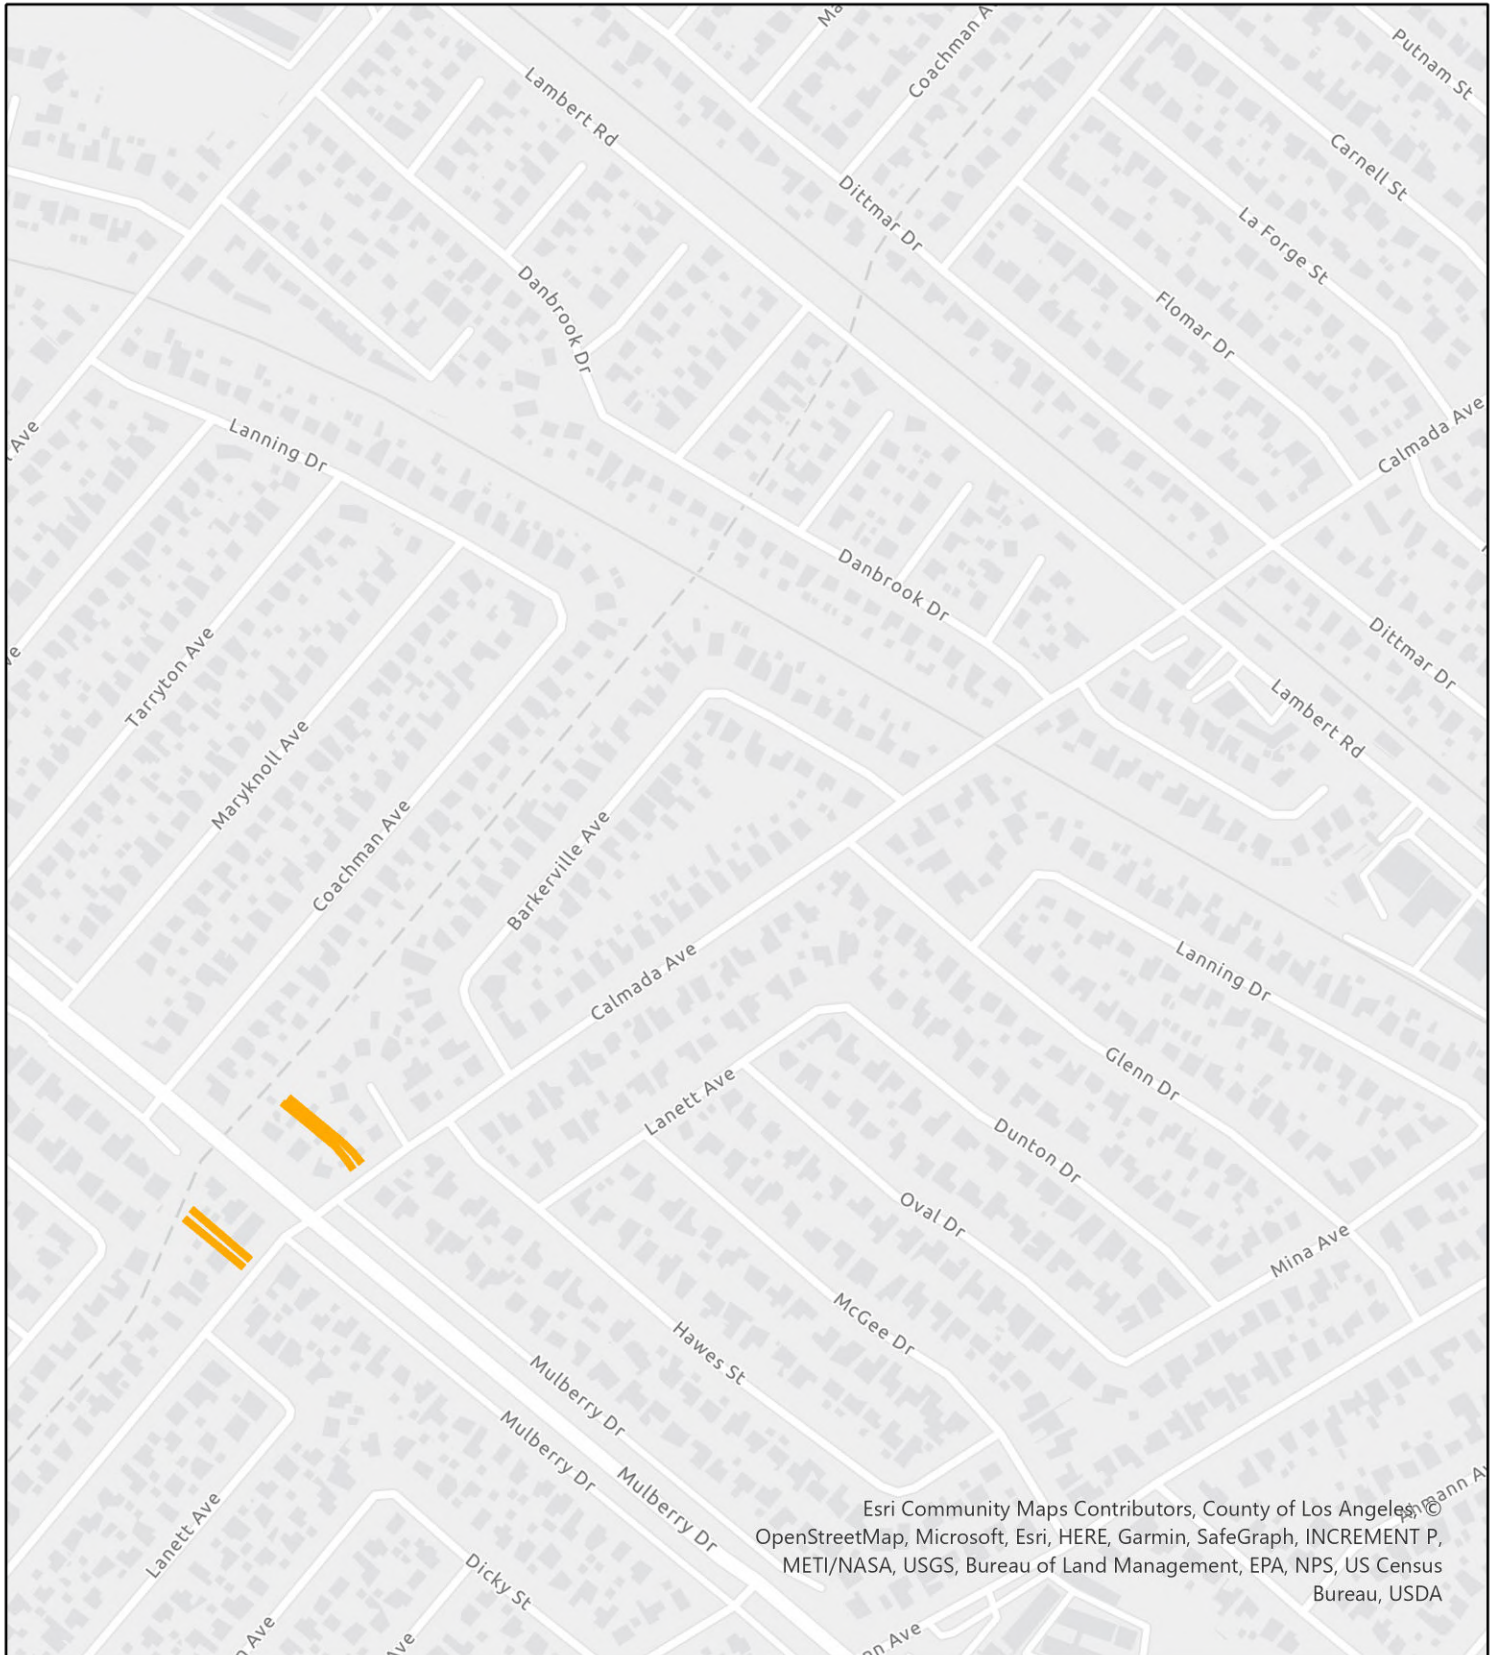 Putnam St
Coachman A
Lambert Rd
Carnell St
Dittmar Dr
La Forge St
Danbrook Dr
Flomar Dr
Calmada Ave
Ave
Lanning Dr
Danbrook Dr
Tarryton Ave
Dittmar Dr
Lambert Rd
Maryknoll Ave
Coachman Ave
Barkerville Ave
Calmada Ave
Lanning Dr
Glenn Dr
Lanett Ave
Dunton Dr
Oval Dr
Mina Ave
McGee Dr
Hawes St
Mulberry Dr
Mulberry Dr
Mulberry Dr
Lanett Ave
Dicky St
Esri Community Maps Contributors, County of Los Angeles, ©
OpenStreetMap, Microsoft, Esri, HERE, Garmin, SafeGraph, INCREMENT P,
METI/NASA, USGS, Bureau of Land Management, EPA, NPS, US Census
Bureau, USDA
Ave
Ave
Ave